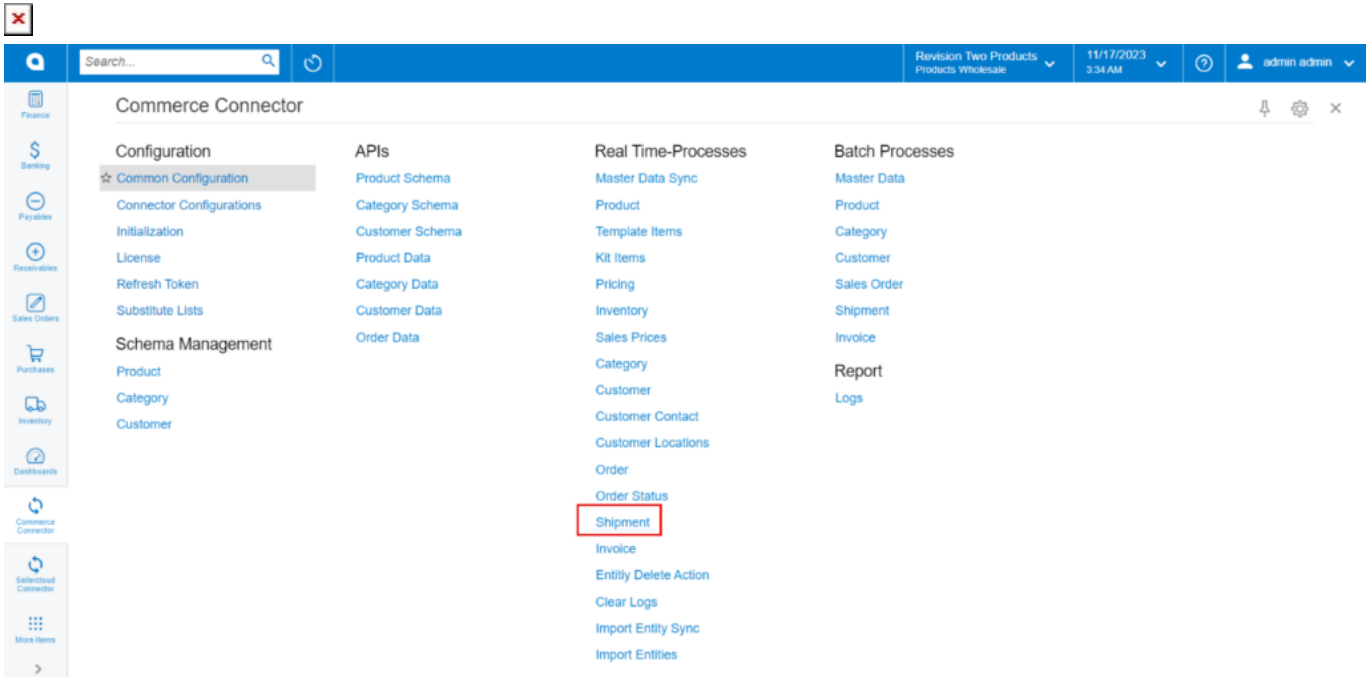 Search...
Revision Two Products
Products Wholesale
11/17/2023
3:34 AM
admin admin
Finance
Banking
Payables
Receivables
Sales Orders
Purchases
Inventory
Dashboards
Commerce
Connector
Sellercloud
Connector
More Items
Commerce Connector
Configuration
Common Configuration
Connector Configurations
Initialization
License
Refresh Token
Substitute Lists
Schema Management
Product
Category
Customer
APIs
Product Schema
Category Schema
Customer Schema
Product Data
Category Data
Customer Data
Order Data
Real Time-Processes
Master Data Sync
Product
Template Items
Kit Items
Pricing
Inventory
Sales Prices
Category
Customer
Customer Contact
Customer Locations
Order
Order Status
Shipment
Invoice
Entitiy Delete Action
Clear Logs
Import Entity Sync
Import Entities
Batch Processes
Master Data
Product
Category
Customer
Sales Order
Shipment
Invoice
Report
Logs